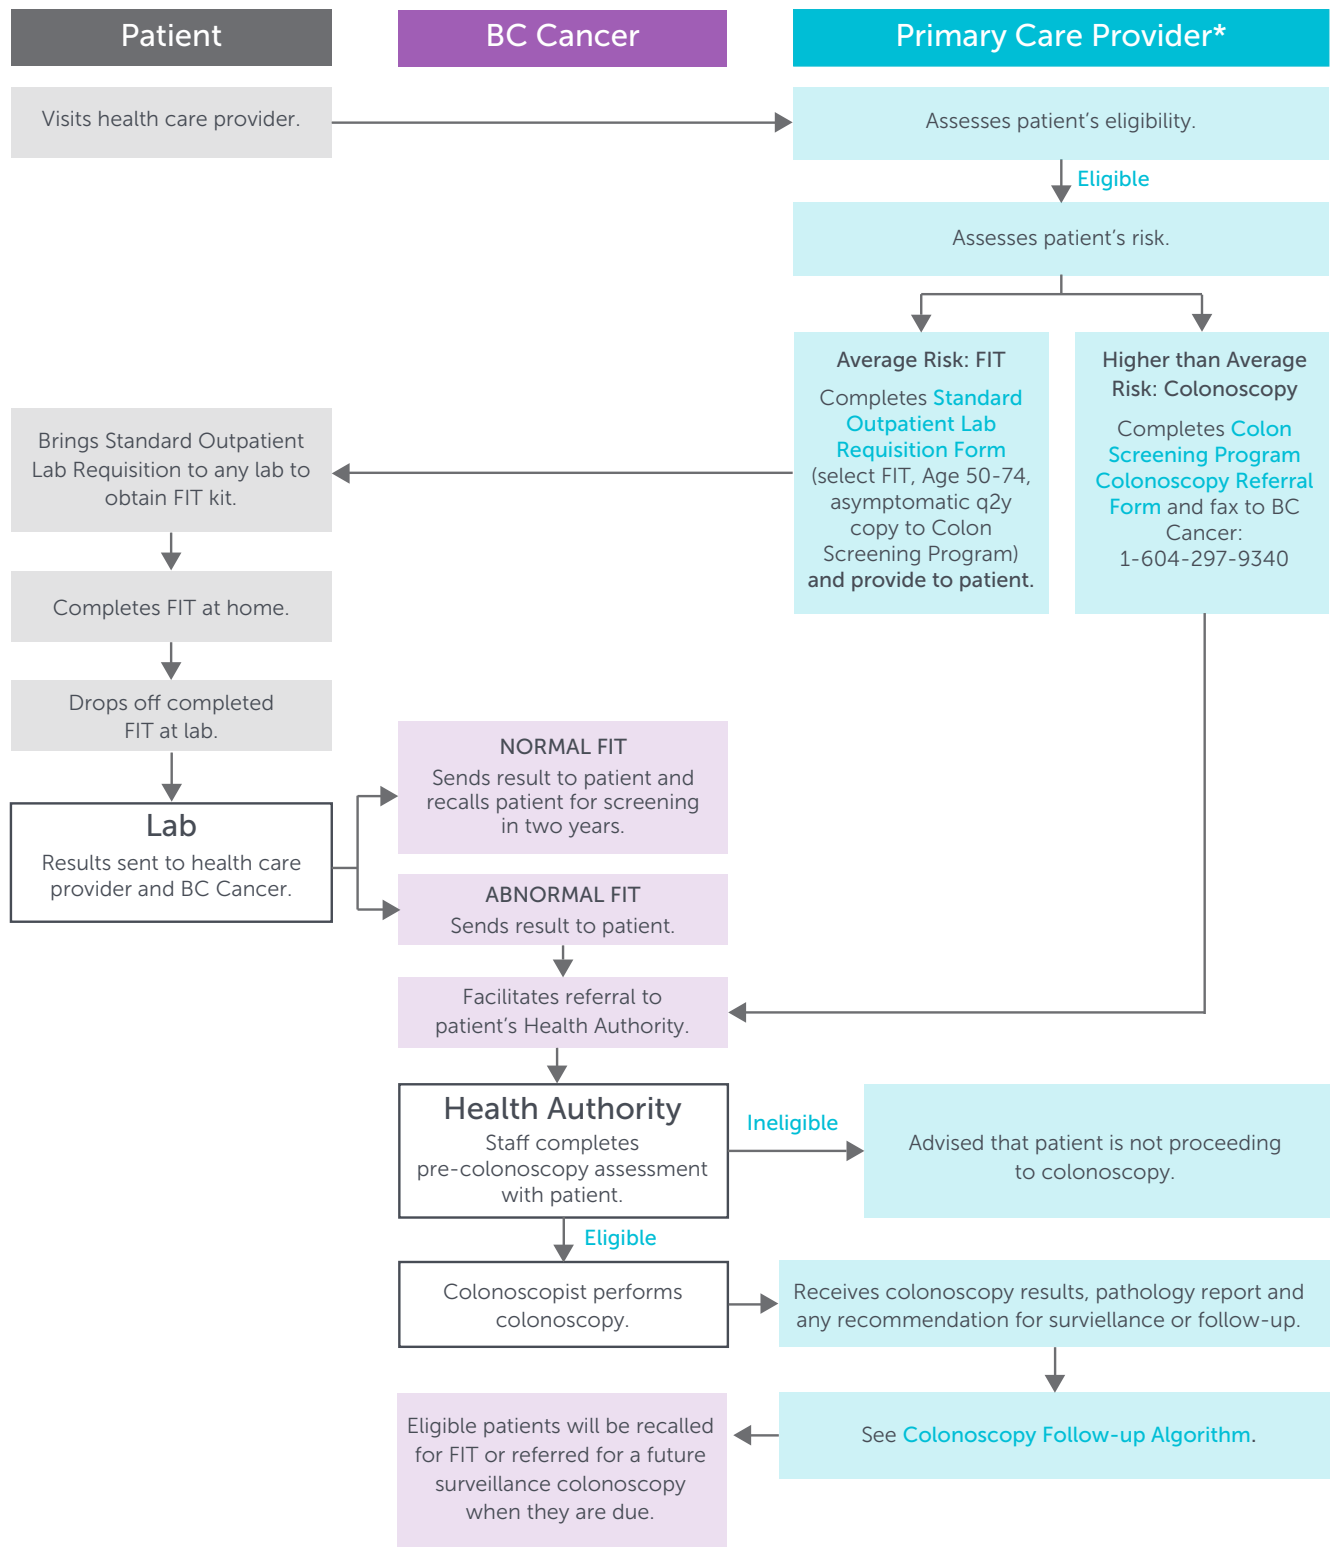 Patient
BC Cancer
Primary Care Provider*
Visits health care provider.
Assesses patient's eligibility.
Eligible
Assesses patient's risk.
Average Risk: FIT
Completes Standard
Outpatient Lab
Requisition Form
(select FIT, Age 50-74,
asymptomatic q2y
copy to Colon
Screening Program)
and provide to patient.
Higher than Average
Risk: Colonoscopy
Completes Colon
Screening Program
Colonoscopy Referral
Form and fax to BC
Cancer:
1-604-297-9340
Brings Standard Outpatient
Lab Requisition to any lab to
obtain FIT kit.
Completes FIT at home.
Drops off completed
FIT at lab.
Lab
Results sent to health care
provider and BC Cancer.
NORMAL FIT
Sends result to patient and
recalls patient for screening
in two years.
ABNORMAL FIT
Sends result to patient.
Facilitates referral to
patient's Health Authority.
Health Authority
Staff completes
pre-colonoscopy assessment
with patient.
Ineligible
Advised that patient is not proceeding
to colonoscopy.
Eligible
Colonoscopist performs
colonoscopy.
Receives colonoscopy results, pathology report and
any recommendation for surviellance or follow-up.
See Colonoscopy Follow-up Algorithm.
Eligible patients will be recalled
for FIT or referred for a future
surveillance colonoscopy
when they are due.